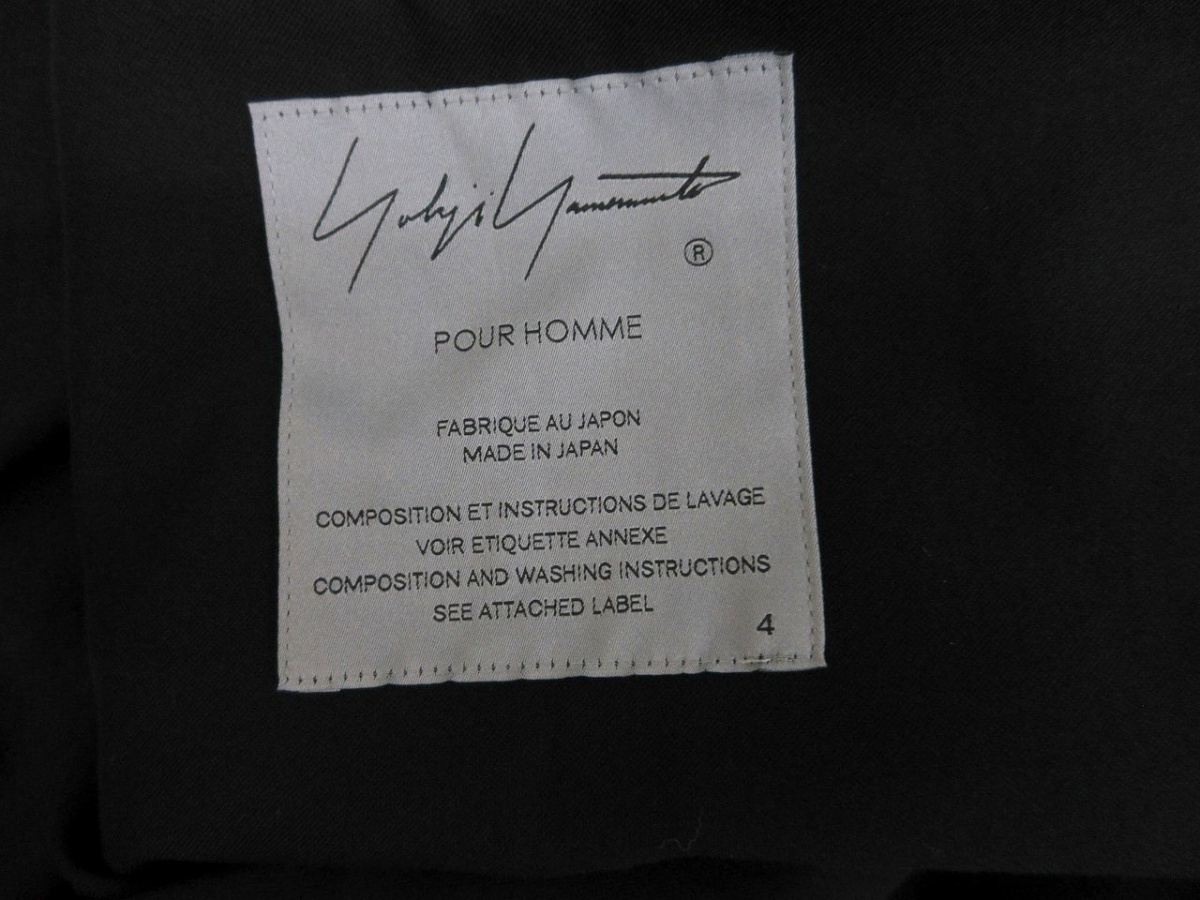 Yohji Yamamoto
®
POUR HOMME
FABRIQUE AU JAPON
MADE IN JAPAN
COMPOSITION ET INSTRUCTIONS DE LAVAGE
VOIR ETIQUETTE ANNEXE
COMPOSITION AND WASHING INSTRUCTIONS
SEE ATTACHED LABEL
4